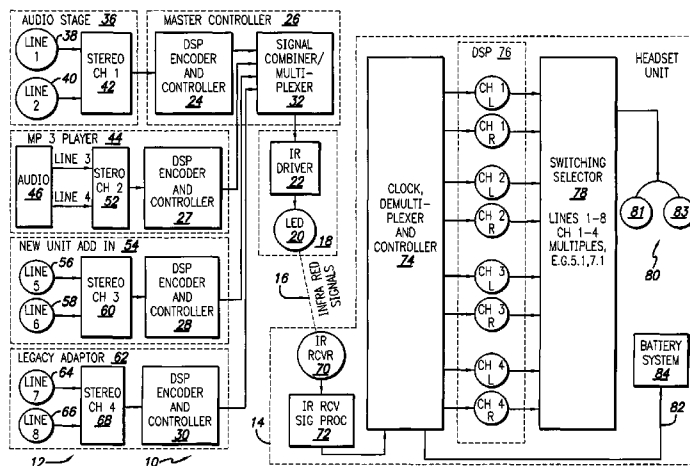 AUDIO STAGE 36
LINE 1
38
LINE 2
40
STEREO CH 1 42
MASTER CONTROLLER 26
DSP ENCODER AND CONTROLLER 24
SIGNAL COMBINER/ MULTI- PLEXER 32
MP 3 PLAYER 44
AUDIO 46
LINE 3
LINE 4
STERO CH 2 52
DSP ENCODER AND CONTROLLER 27
NEW UNIT ADD IN 54
LINE 5
56
LINE 6
58
STEREO CH 3 60
DSP ENCODER AND CONTROLLER 28
LEGACY ADAPTOR 62
LINE 7
64
LINE 8
66
STEREO CH 4 68
DSP ENCODER AND CONTROLLER 30
12
10
IR DRIVER 22
LED 20
18
16
INFRA RED SIGNALS
IR RCVR 70
IR RCV SIG PROC 72
14
CLOCK, DEMULTI- PLEXER AND CONTROLLER 74
DSP 76
CH 1 L
CH 1 R
CH 2 L
CH 2 R
CH 3 L
CH 3 R
CH 4 L
CH 4 R
SWITCHING SELECTOR 78
LINES 1-8
CH 1-4
MULTIPLES,
E.G.5.1,7.1
HEADSET UNIT
81
83
80
BATTERY SYSTEM 84
82